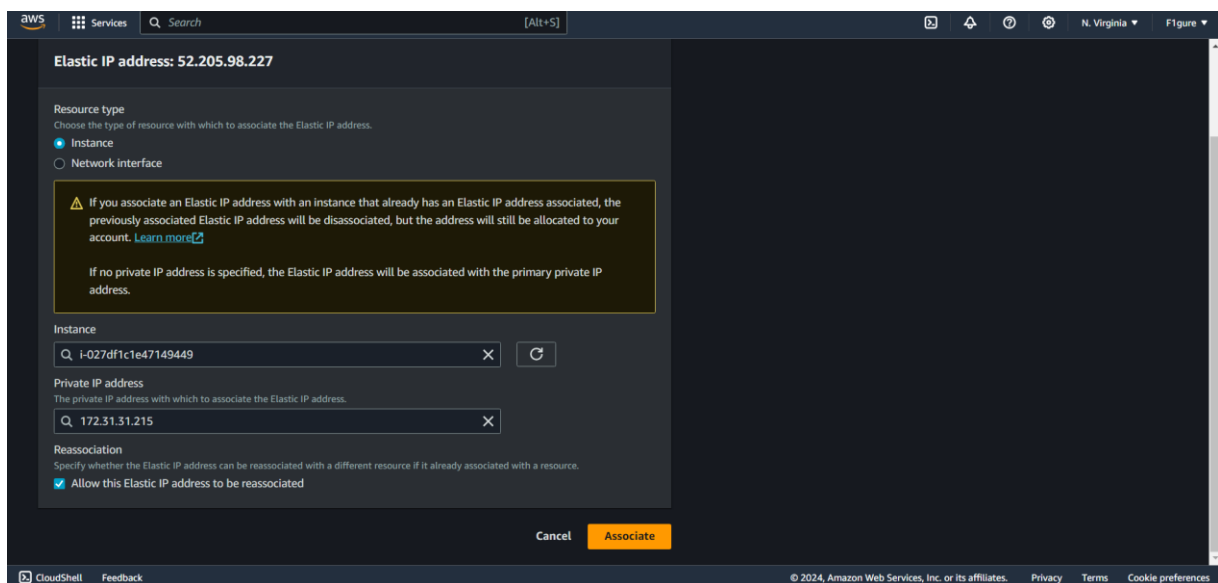 aws
Services
Search
[Alt+S]
N. Virginia
F1gure
Elastic IP address: 52.205.98.227
Resource type
Choose the type of resource with which to associate the Elastic IP address.
Instance
Network interface
If you associate an Elastic IP address with an instance that already has an Elastic IP address associated, the
previously associated Elastic IP address will be disassociated, but the address will still be allocated to your
account. Learn more
If no private IP address is specified, the Elastic IP address will be associated with the primary private IP
address.
Instance
i-027df1c1e47149449
Private IP address
The private IP address with which to associate the Elastic IP address.
172.31.31.215
Reassociation
Specify whether the Elastic IP address can be reassociated with a different resource if it already associated with a resource.
Allow this Elastic IP address to be reassociated
Cancel
Associate
CloudShell
Feedback
© 2024, Amazon Web Services, Inc. or its affiliates.
Privacy
Terms
Cookie preferences